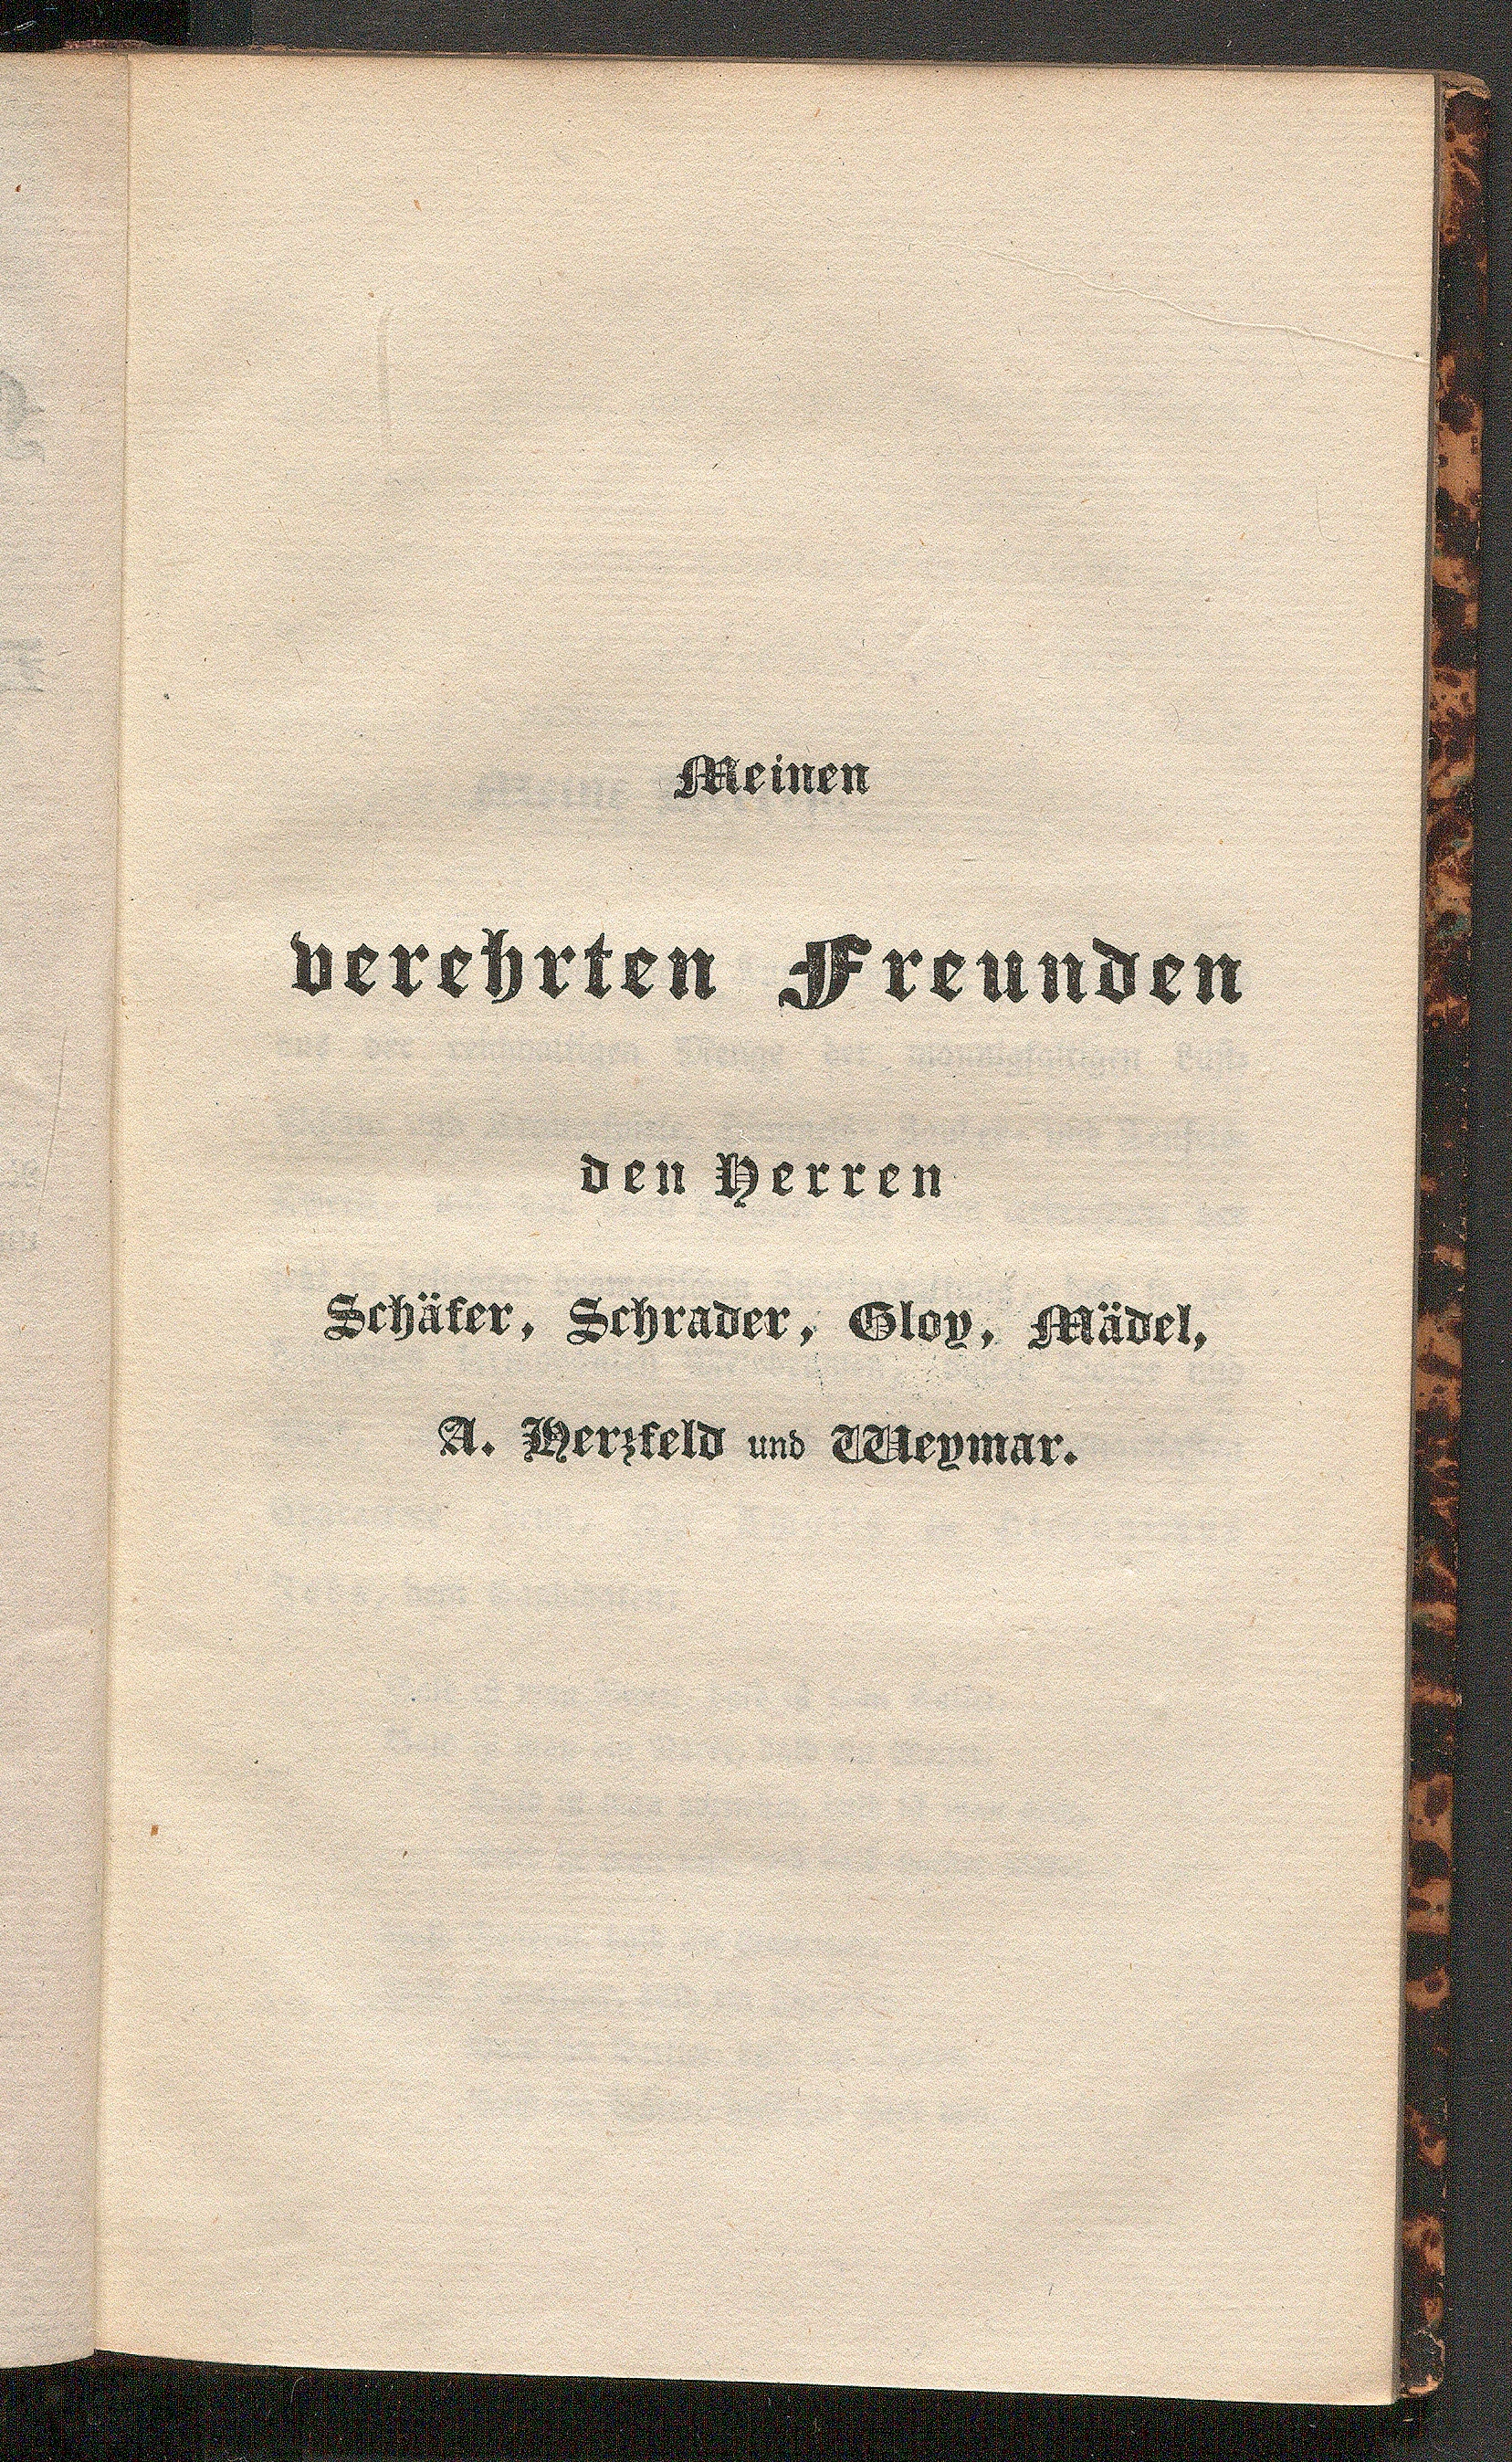 Meinen
verehrten Freunden
den Herren
Schäfer, Schrader, Gloy, Mädel,
A. Herzfeld und Weymar.